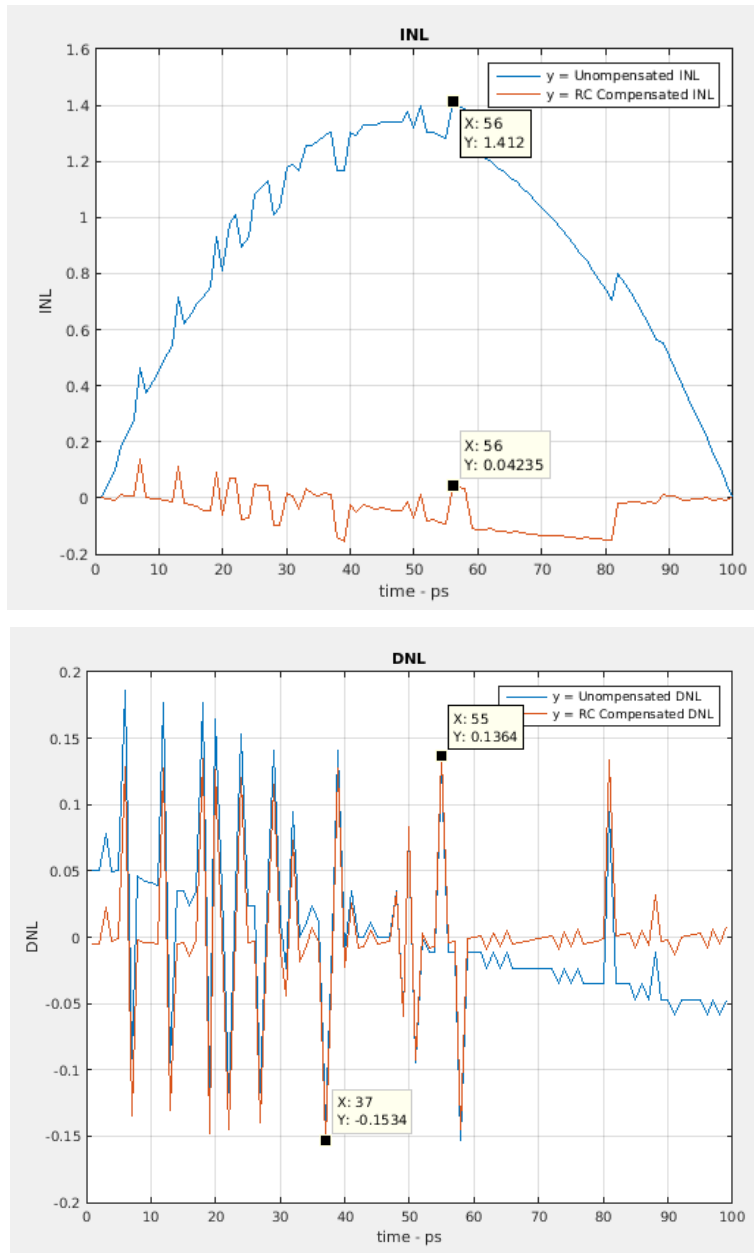 INL
1.6
1.4
1.2
1
0.8
0.6
0.4
0.2
0
-0.2
INL
y = Unompensated INL
y = RC Compensated INL
X: 56
Y: 1.412
X: 56
Y: 0.04235
0 10 20 30 40 50 60 70 80 90 100
time - ps
DNL
0.2
0.15
0.1
0.05
0
-0.05
-0.1
-0.15
-0.2
DNL
y = Unompensated DNL
y = RC Compensated DNL
X: 55
Y: 0.1364
X: 37
Y: -0.1534
0 10 20 30 40 50 60 70 80 90 100
time - ps